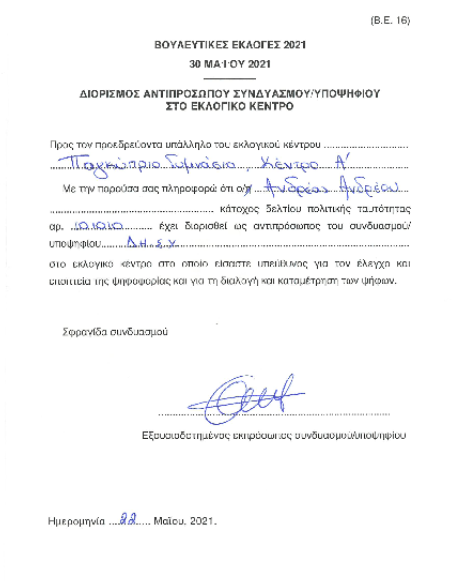 (Β.Ε. 16)
ΒΟΥΛΕΥΤΙΚΕΣ ΕΚΛΟΓΕΣ 2021
30 ΜΑΪΟΥ 2021
ΔΙΟΡΙΣΜΟΣ ΑΝΤΙΠΡΟΣΩΠΟΥ ΣΥΝΔΥΑΣΜΟΥ/ΥΠΟΨΗΦΙΟΥ
ΣΤΟ ΕΚΛΟΓΙΚΟ ΚΕΝΤΡΟ
Προς τον προεδρεύοντα υπάλληλο του εκλογικού κέντρου
Παγκύπριο Γυμνάσιο, Κέντρο Α'
Με την παρούσα σας πληροφορώ ότι ο/η Ανδρέας Ανδρέου
κάτοχος δελτίου πολιτικής ταυτότητας
αρ. 101010 έχει διορισθεί ως αντιπρόσωπος του συνδυασμού/
υποψηφίου ΔΗ.ΣΥ
στο εκλογικό κέντρο στο οποίο είσαστε υπεύθυνος για τον έλεγχο και
εποπτεία της ψηφοφορίας και για τη διαλογή και καταμέτρηση των ψήφων.
Σφραγίδα συνδυασμού
Εξουσιοδοτημένος εκπρόσωπος συνδυασμού/υποψηφίου
Ημερομηνία 22 Μαΐου, 2021.